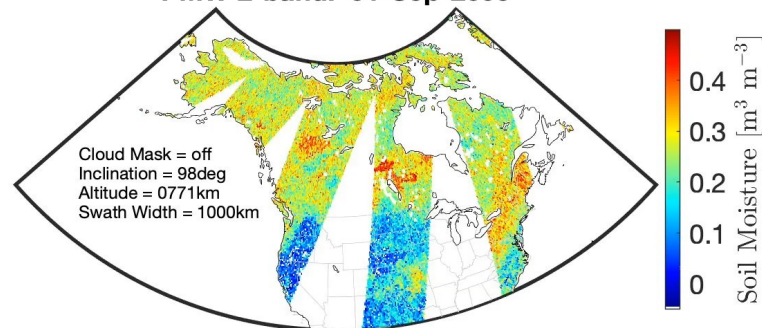 Cloud Mask = off
Inclination = 98deg
Altitude = 0771km
Swath Width = 1000km
0.4
0.3
0.2
0.1
0
Soil Moisture [m³ m⁻³]